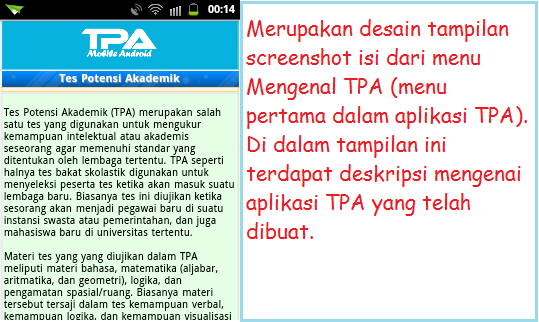 00:14
TPA
Mobile Android
Tes Potensi Akademik
Tes Potensi Akademik (TPA) merupakan salah
satu tes yang digunakan untuk mengukur
kemampuan intelektual atau akademis
seseorang agar memenuhi standar yang
ditentukan oleh lembaga tertentu. TPA seperti
halnya tes bakat skolastik digunakan untuk
menyeleksi peserta tes ketika akan masuk suatu
lembaga baru. Biasanya tes ini diujikan ketika
sesorang akan menjadi pegawai baru di suatu
instansi swasta atau pemerintahan, dan juga
mahasiswa baru di universitas tertentu.
Materi tes yang yang diujikan dalam TPA
meliputi materi bahasa, matematika (aljabar,
aritmatika, dan geometri), logika, dan
pengamatan spasial/ruang. Biasanya materi
tersebut tersaji dalam tes kemampuan verbal,
kemampuan logika, dan kemampuan visualisasi
Merupakan desain tampilan
screenshot isi dari menu
Mengenal TPA (menu
pertama dalam aplikasi TPA).
Di dalam tampilan ini
terdapat deskripsi mengenai
aplikasi TPA yang telah
dibuat.